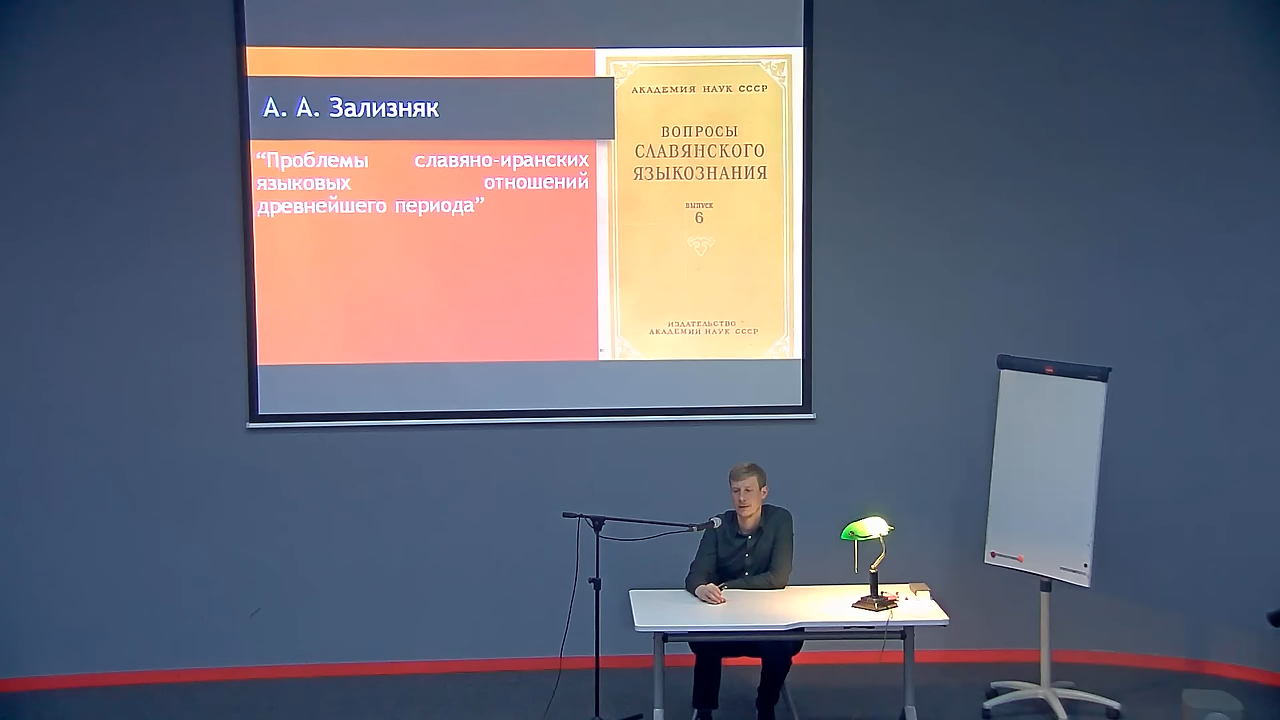 А. А. Зализняк
“Проблемы славяно-иранских
языковых отношений
древнейшего периода”
АКАДЕМИЯ НАУК СССР
ВОПРОСЫ
СЛАВЯНСКОГО
ЯЗЫКОЗНАНИЯ
ВЫПУСК
6
ИЗДАТЕЛЬСТВО
АКАДЕМИИ НАУК СССР